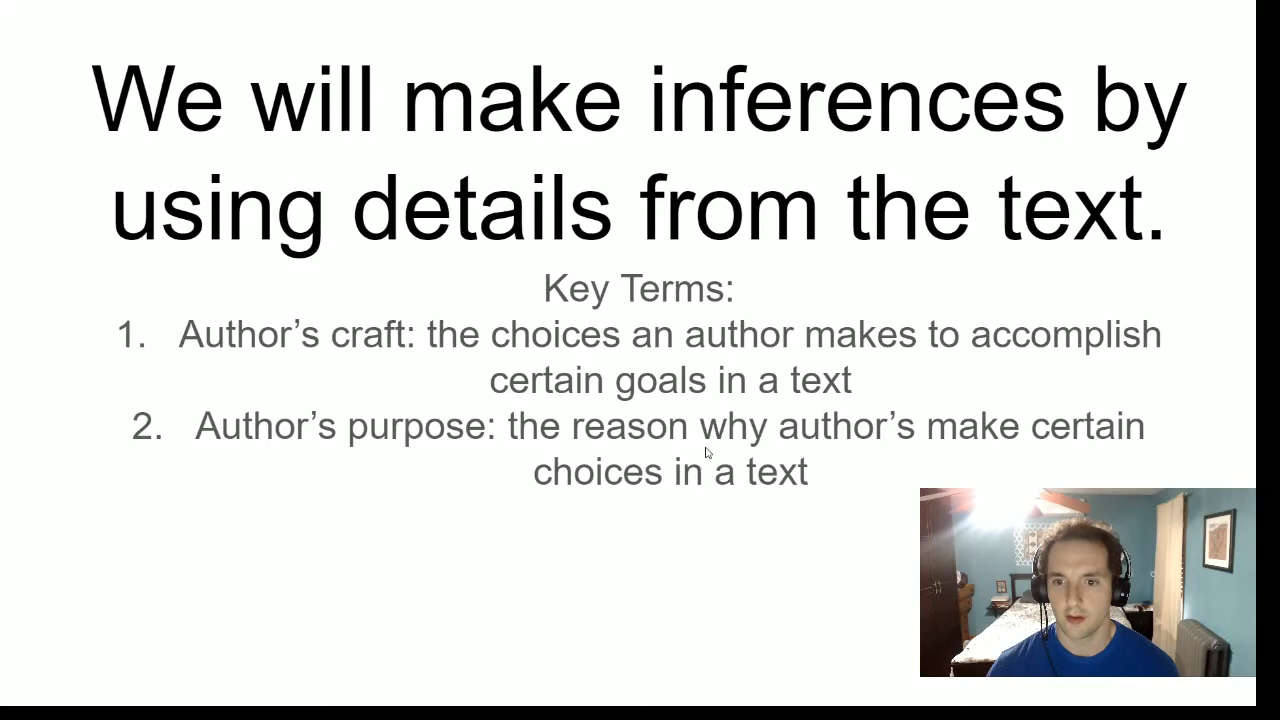 We will make inferences by
using details from the text.
Key Terms:
1. Author’s craft: the choices an author makes to accomplish
certain goals in a text
2. Author’s purpose: the reason why author’s make certain
choices in a text